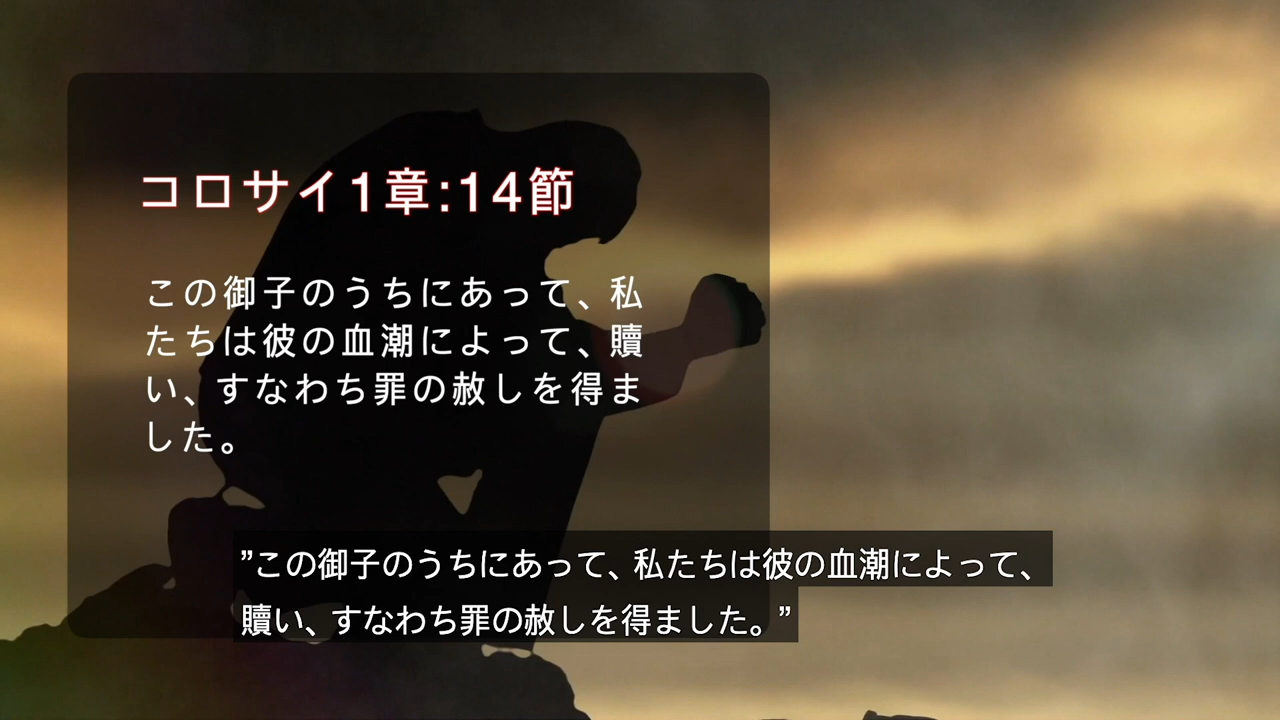 コロサイ1章:14節
この御子のうちにあって、私
たちは彼の血潮によって、贖
い、すなわち罪の赦しを得ま
した。
”この御子のうちにあって、私たちは彼の血潮によって、
贖い、すなわち罪の赦しを得ました。”